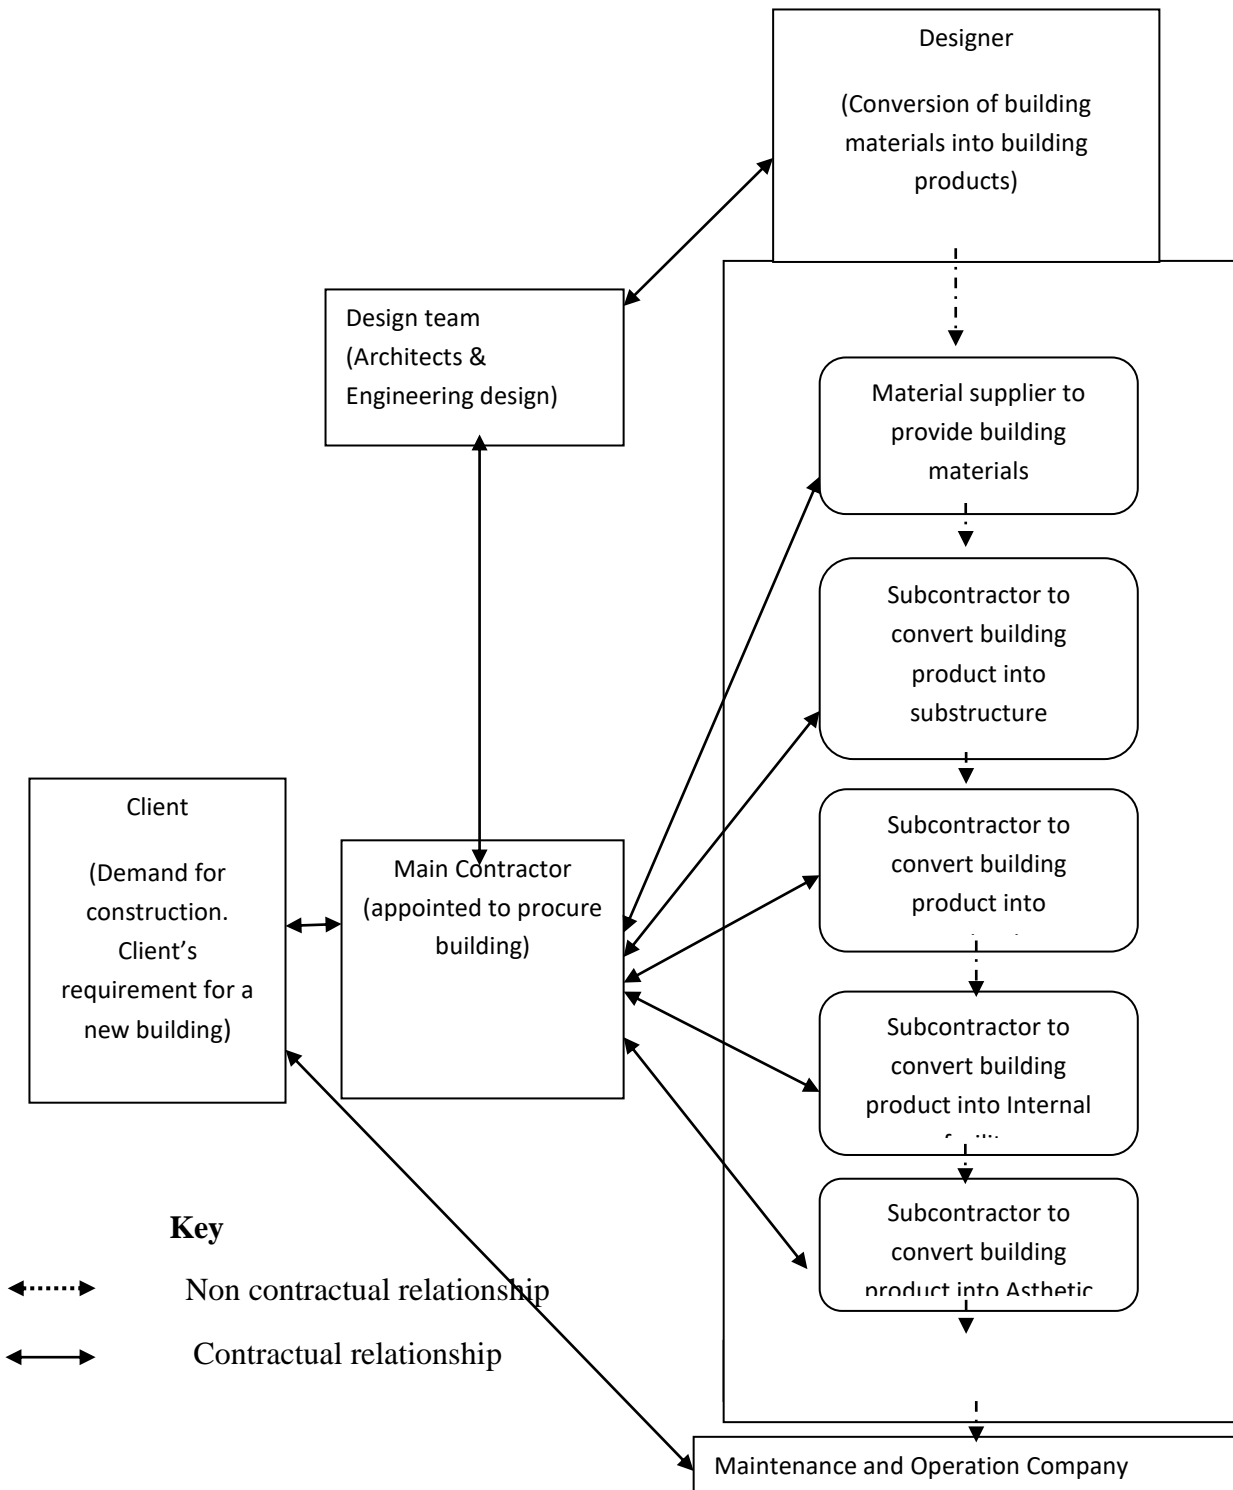 Designer
(Conversion of building
materials into building
products)
Design team
(Architects &
Engineering design)
Material supplier to
provide building
materials
Subcontractor to
convert building
product into
substructure
Client
(Demand for
construction.
Client’s
requirement for a
new building)
Main Contractor
(appointed to procure
building)
Subcontractor to
convert building
product into
Subcontractor to
convert building
product into Internal
Subcontractor to
convert building
product into Asthetic
Key
Non contractual relationship
Contractual relationship
Maintenance and Operation Company